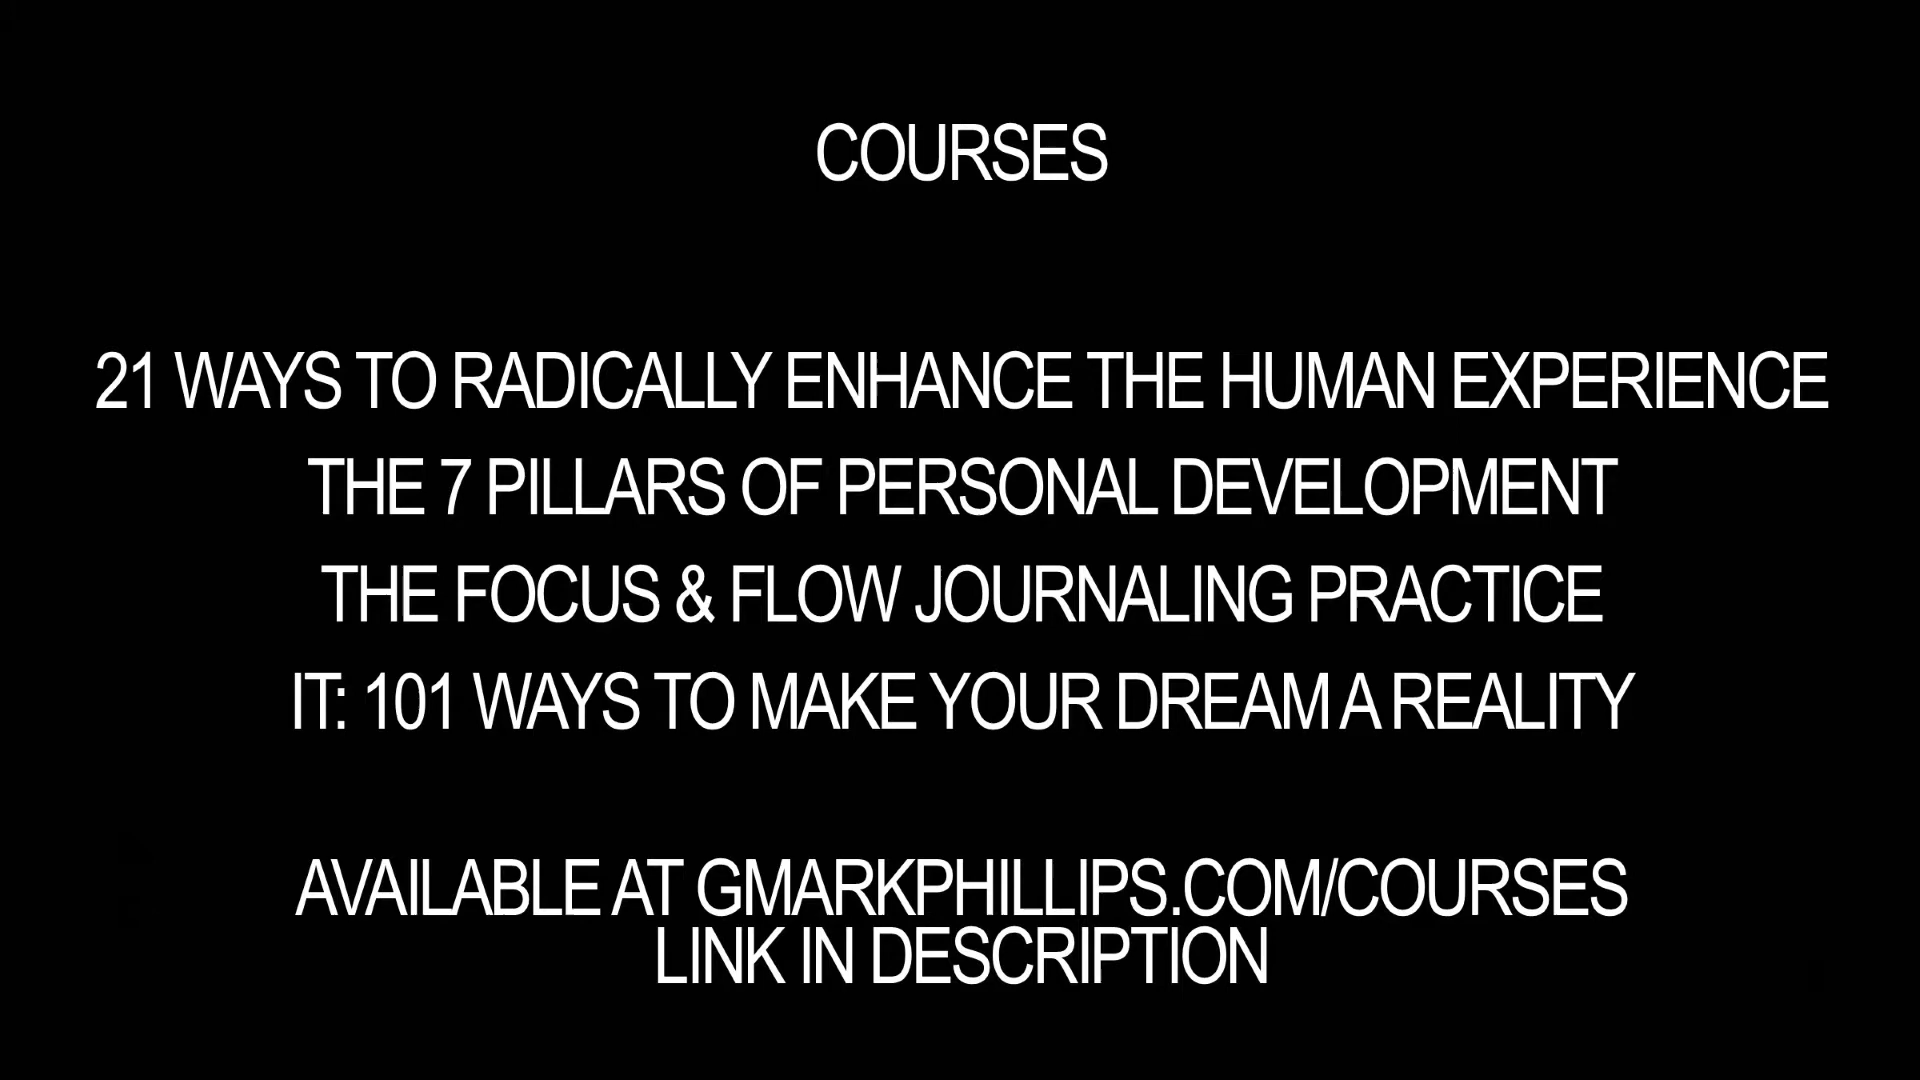 COURSES
21 WAYS TO RADICALLY ENHANCE THE HUMAN EXPERIENCE
THE 7 PILLARS OF PERSONAL DEVELOPMENT
THE FOCUS & FLOW JOURNALING PRACTICE
IT: 101 WAYS TO MAKE YOUR DREAM A REALITY
AVAILABLE AT GMARKPHILLIPS.COM/COURSES
LINK IN DESCRIPTION